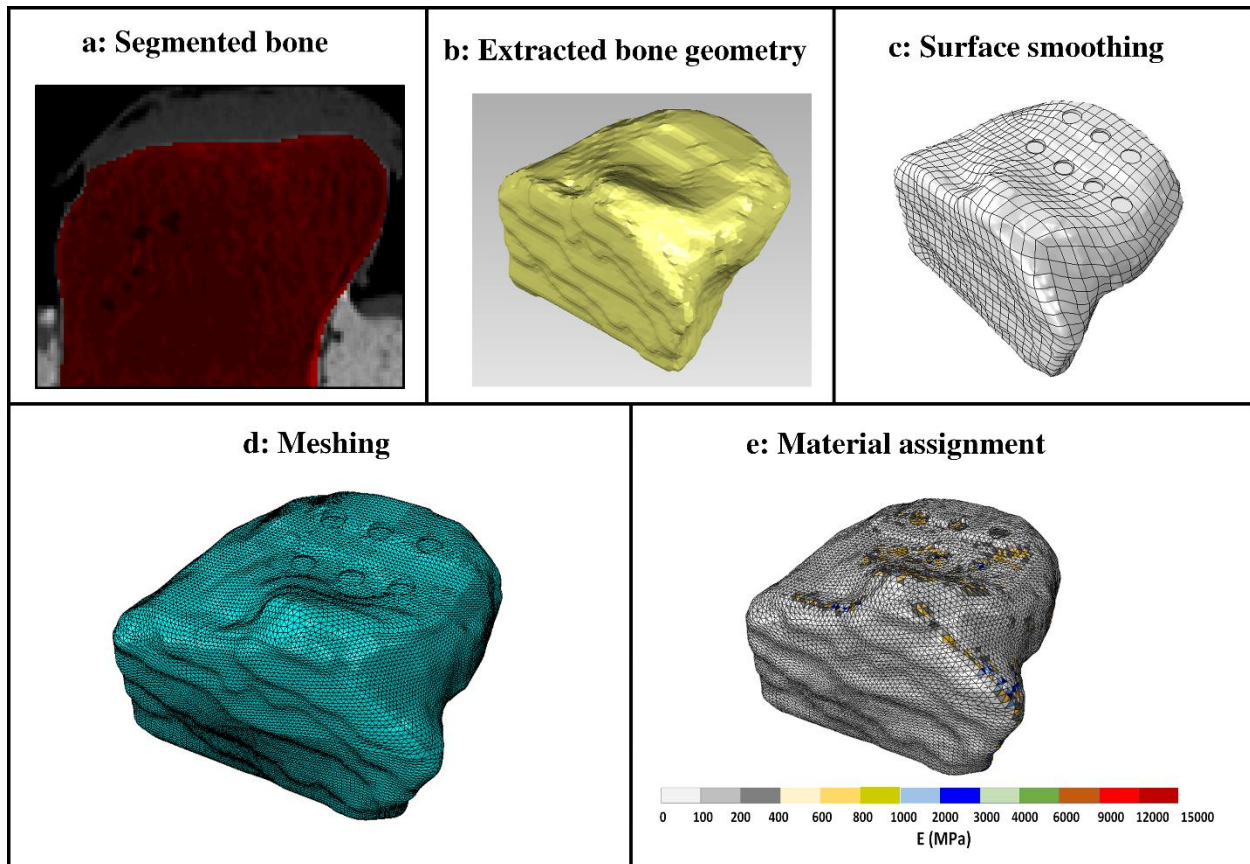 a: Segmented bone
b: Extracted bone geometry
c: Surface smoothing
d: Meshing
e: Material assignment
0 100 200 400 600 800 1000 2000 3000 4000 6000 9000 12000 15000
E (MPa)